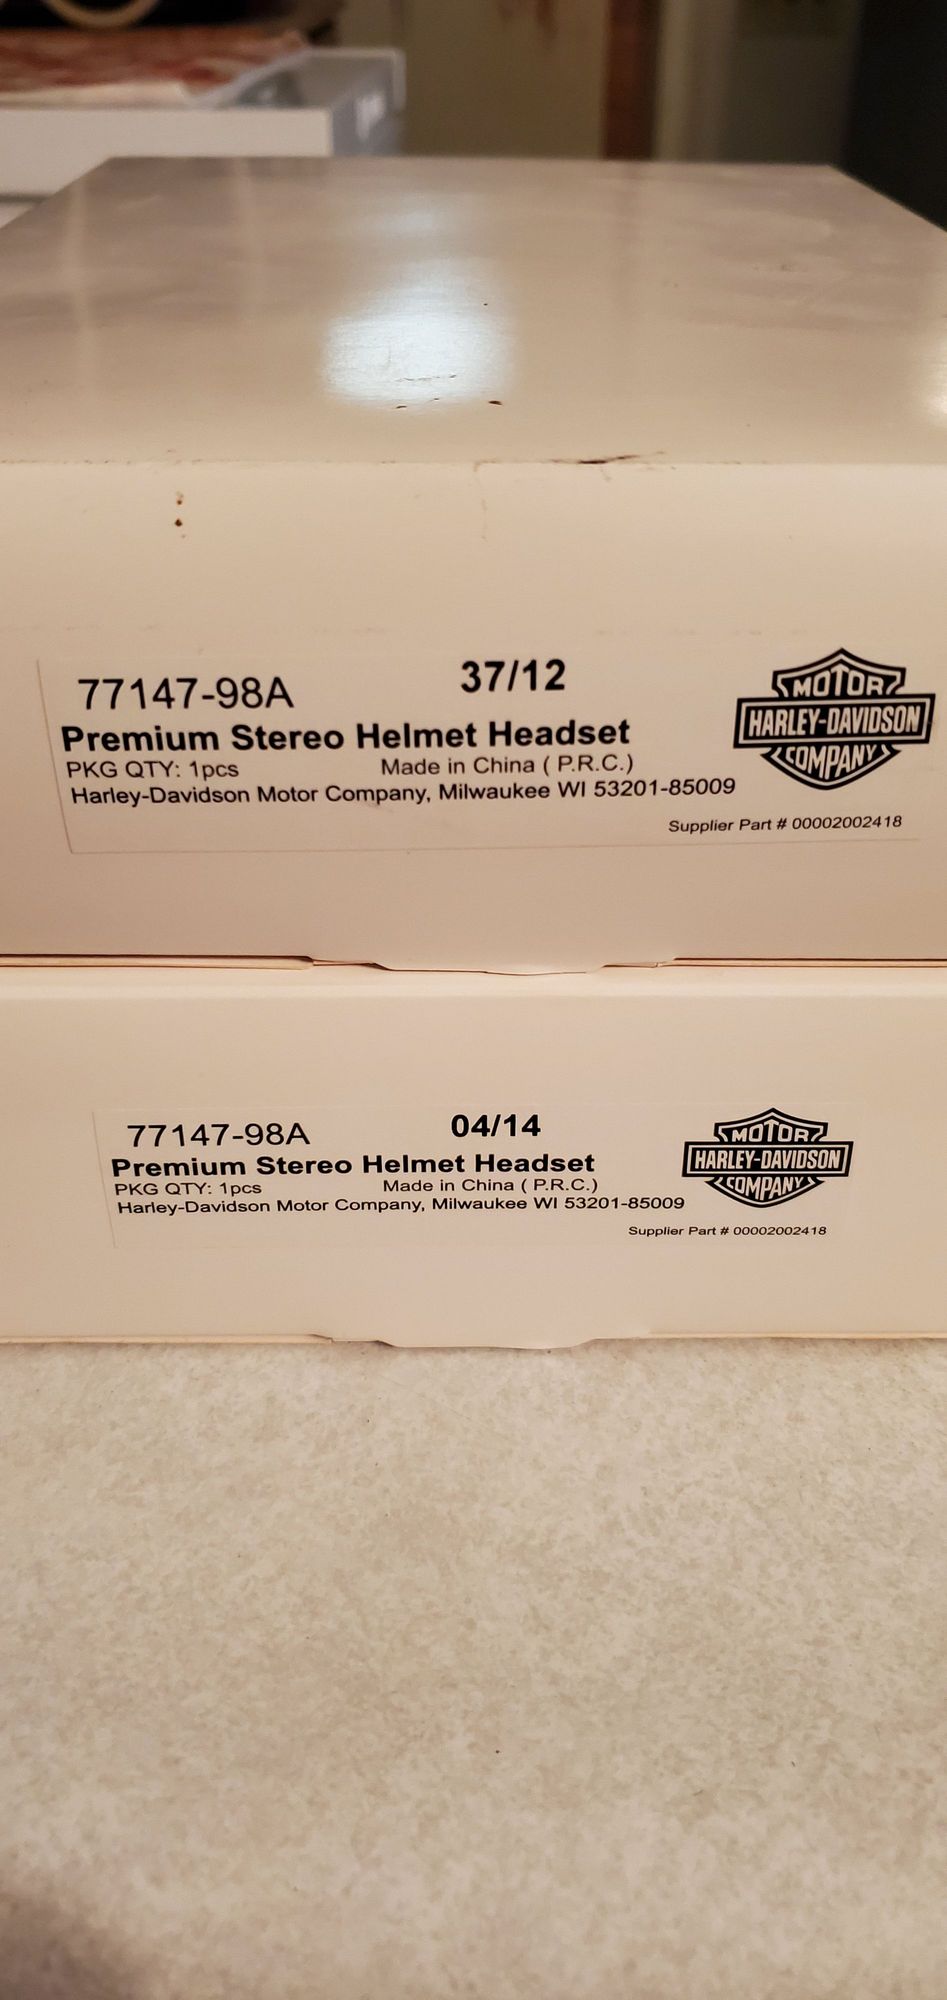 77147-98A 37/12
Premium Stereo Helmet Headset
PKG QTY: 1pcs Made in China ( P.R.C.)
Harley-Davidson Motor Company, Milwaukee WI 53201-85009
Supplier Part # 00002002418
MOTOR
HARLEY-DAVIDSON
COMPANY
77147-98A 04/14
Premium Stereo Helmet Headset
PKG QTY: 1pcs Made in China ( P.R.C.)
Harley-Davidson Motor Company, Milwaukee WI 53201-85009
Supplier Part # 00002002418
MOTOR
HARLEY-DAVIDSON
COMPANY